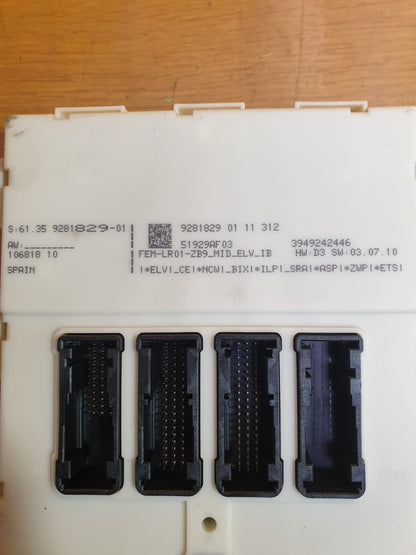 S:61.35 9281829-01
AW:_________
106818 10
SPAIN
9281829 01 11 312
51929AF03 3949242446
FEM-LR01-ZB9_MID_ELV_IB HW:D3 SW:03.07.10
|*ELV|_CE|*NCW|_BIX|*ILP|_SRA|*ASP|*ZWP|*ETS|